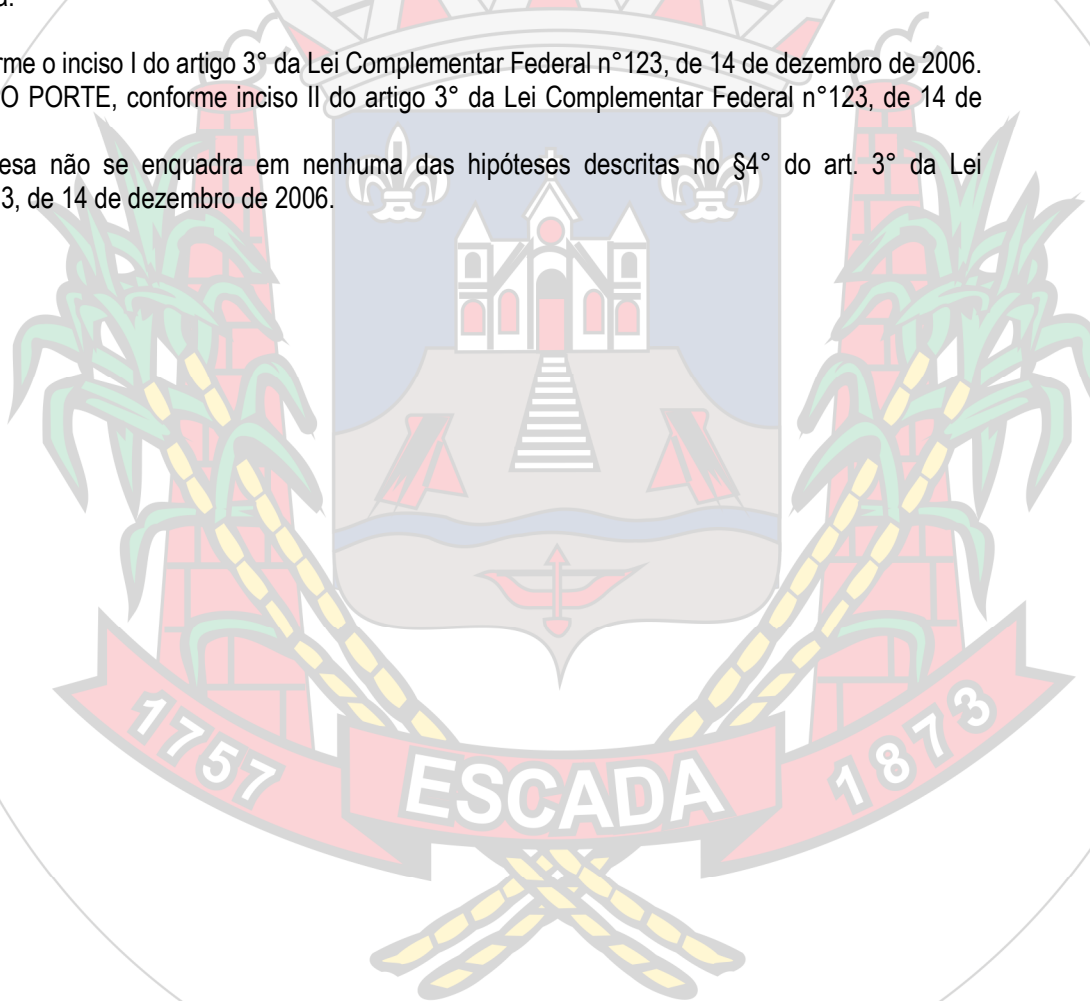 rme o inciso I do artigo 3° da Lei Complementar Federal n°123, de 14 de dezembro de 2006.
O PORTE, conforme inciso II do artigo 3° da Lei Complementar Federal n°123, de 14 de
esa não se enquadra em nenhuma das hipóteses descritas no §4° do art. 3° da Lei
3, de 14 de dezembro de 2006.
1757
ESCADA
1873